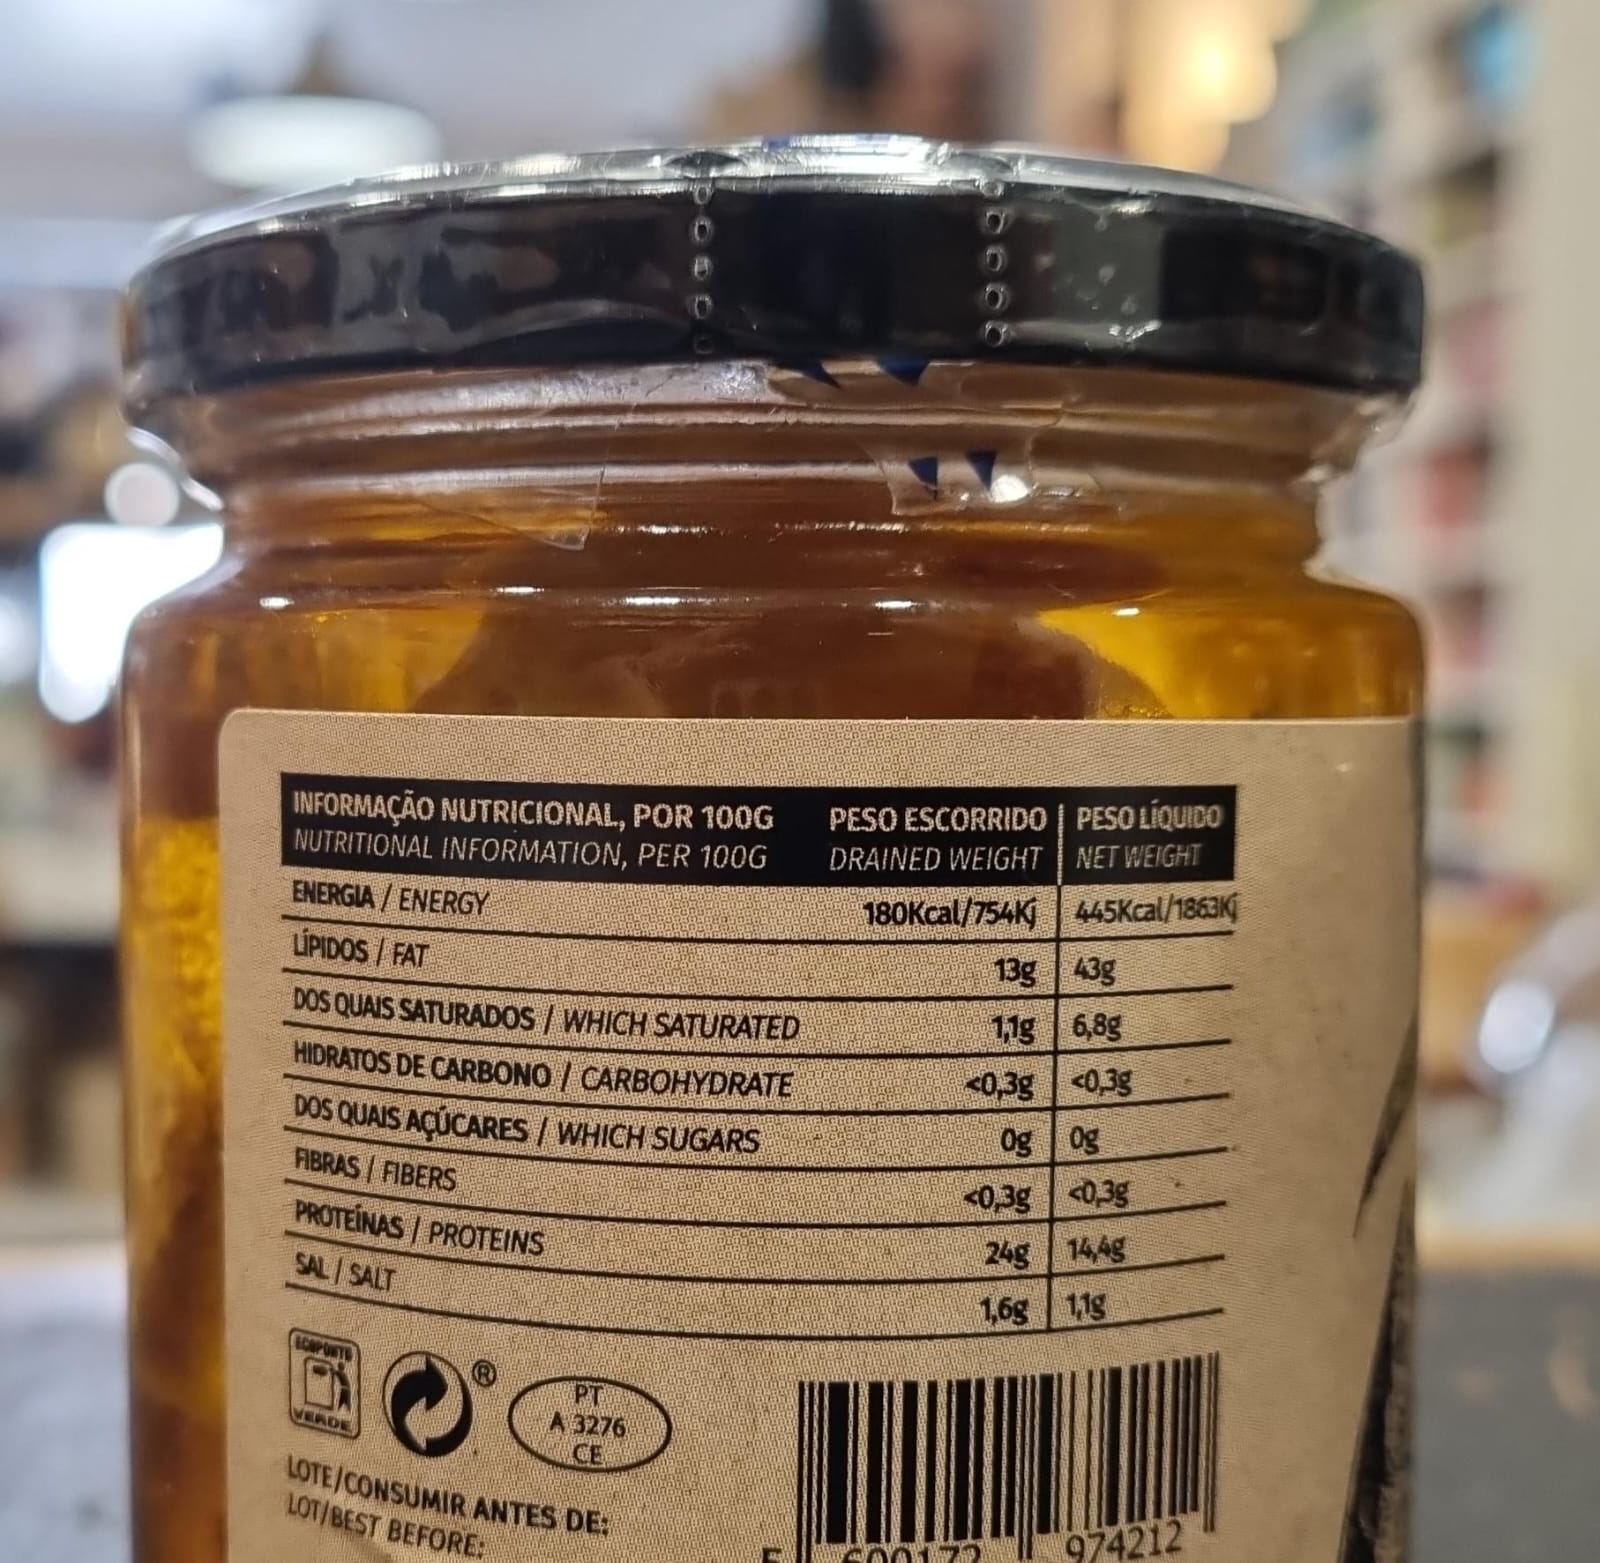 INFORMAÇÃO NUTRICIONAL, POR 100G PESO ESCORRIDO PESO LÍQUIDO
NUTRITIONAL INFORMATION, PER 100G DRAINED WEIGHT NET WEIGHT
ENERGIA / ENERGY 180Kcal/754Kj 445Kcal/1863Kj
LÍPIDOS / FAT 13g 43g
DOS QUAIS SATURADOS / WHICH SATURATED 1,1g 6,8g
HIDRATOS DE CARBONO / CARBOHYDRATE <0,3g <0,3g
DOS QUAIS AÇÚCARES / WHICH SUGARS 0g 0g
FIBRAS / FIBERS <0,3g <0,3g
PROTEÍNAS / PROTEINS 24g 14,4g
SAL / SALT 1,6g 1,1g
ECOPONTO
VERDE
®
PT
A 3276
CE
LOTE/CONSUMIR ANTES DE:
LOT/BEST BEFORE:
5 600172 974212